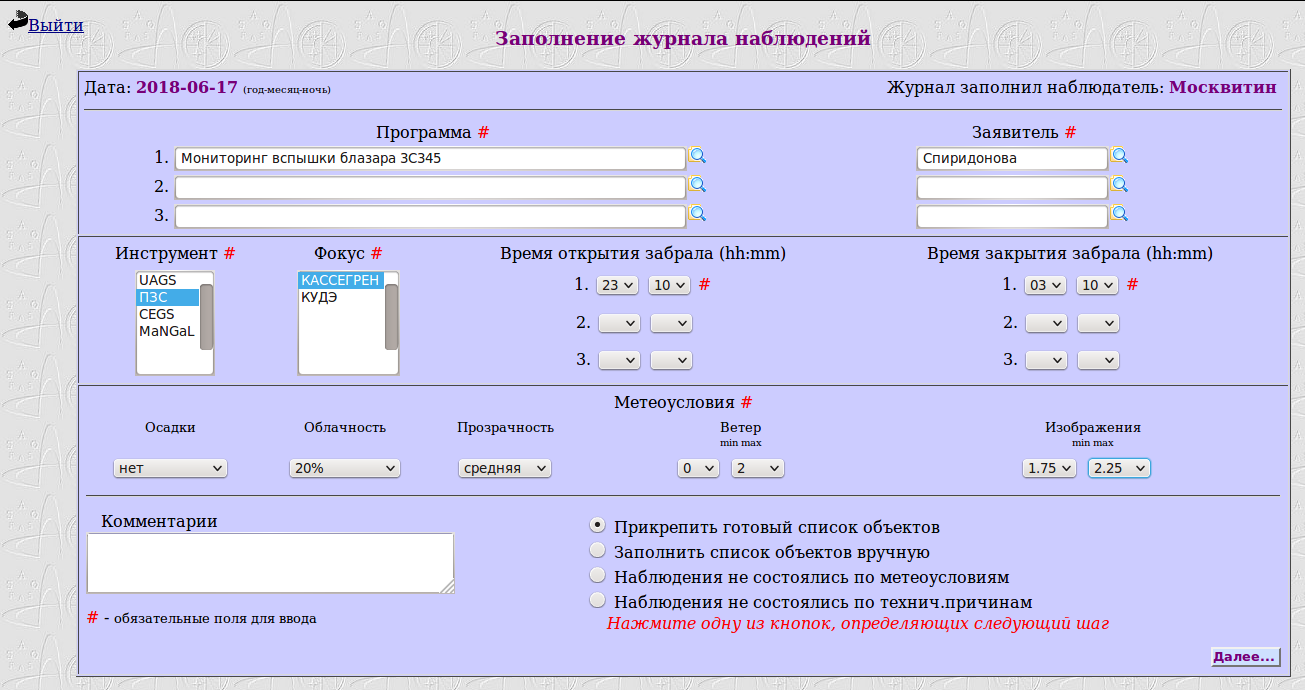 Выйти
Заполнение журнала наблюдений
Дата: 2018-06-17 (год-месяц-ночь) Журнал заполнил наблюдатель: Москвитин
Программа # Заявитель #
1. Мониторинг вспышки блазара 3C345 Спиридонова
2.
3.
Инструмент # Фокус # Время открытия забрала (hh:mm) Время закрытия забрала (hh:mm)
UAGS КАССЕГРЕН 1. 23 10 # 1. 03 10 #
ПЗС КУДЭ
CEGS 2. 2.
MaNGaL
3. 3.
Метеоусловия #
Осадки Облачность Прозрачность Ветер Изображения
min max min max
нет 20% средняя 0 2 1.75 2.25
Комментарии
Прикрепить готовый список объектов
Заполнить список объектов вручную
Наблюдения не состоялись по метеоусловиям
Наблюдения не состоялись по технич.причинам
# - обязательные поля для ввода
Нажмите одну из кнопок, определяющих следующий шаг
Далее...